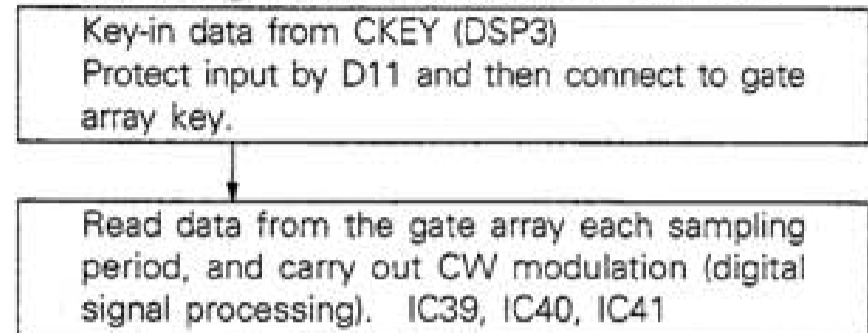 Key-in data from CKEY (DSP3)
Protect input by D11 and then connect to gate
array key.
Read data from the gate array each sampling
period, and carry out CW modulation (digital
signal processing). IC39, IC40, IC41